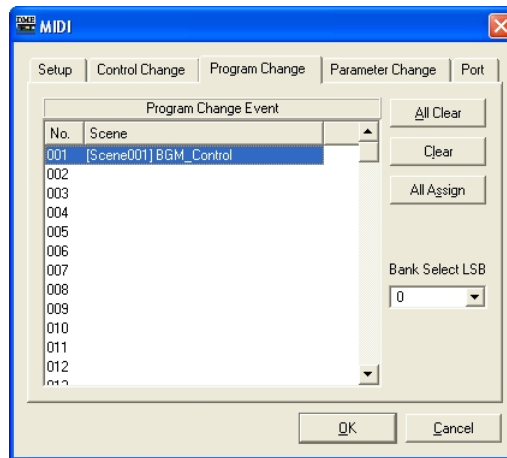 DME MIDI
Setup Control Change Program Change Parameter Change Port
Program Change Event
No. Scene
001 [Scene001] BGM_Control
002
003
004
005
006
007
008
009
010
011
012
013
All Clear
Clear
All Assign
Bank Select LSB
0
OK Cancel